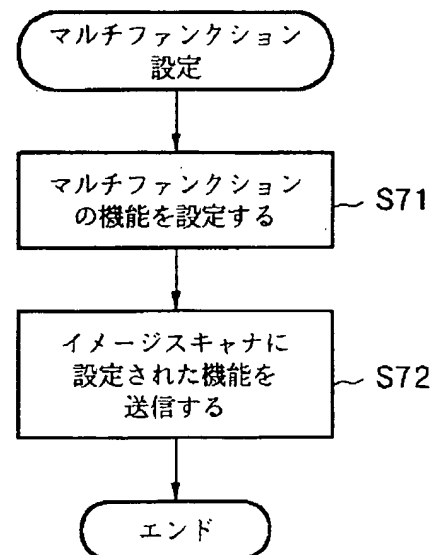 マルチファンクション
設定
マルチファンクション
の機能を設定する
S71
イメージスキャナに
設定された機能を
送信する
S72
エンド